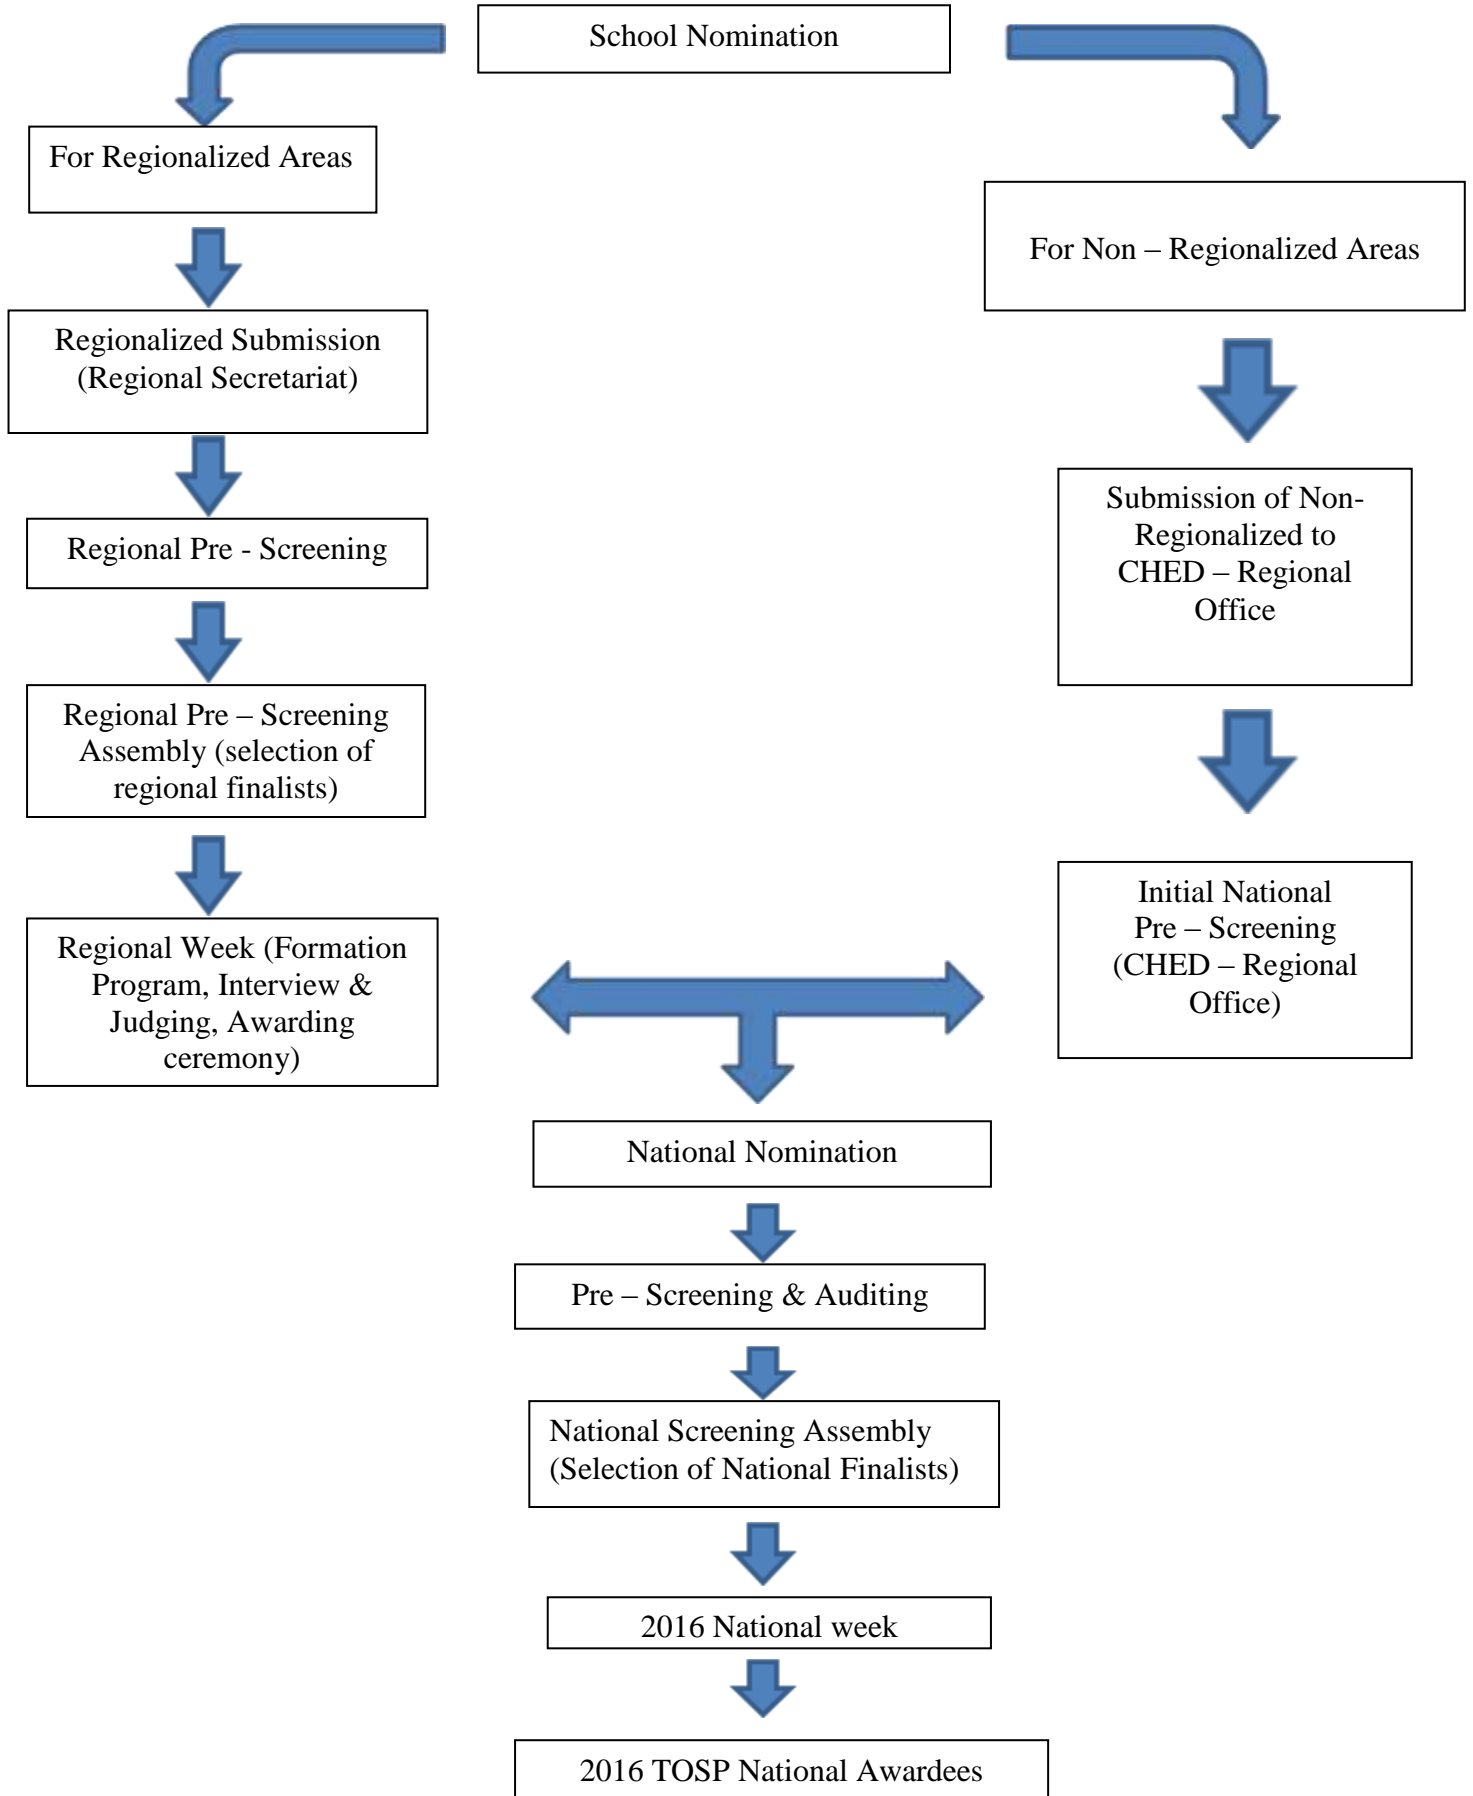 School Nomination
For Regionalized Areas
Regionalized Submission
(Regional Secretariat)
Regional Pre - Screening
Regional Pre – Screening
Assembly (selection of
regional finalists)
Regional Week (Formation
Program, Interview &
Judging, Awarding
ceremony)
For Non – Regionalized Areas
Submission of Non-
Regionalized to
CHED – Regional
Office
Initial National
Pre – Screening
(CHED – Regional
Office)
National Nomination
Pre – Screening & Auditing
National Screening Assembly
(Selection of National Finalists)
2016 National week
2016 TOSP National Awardees